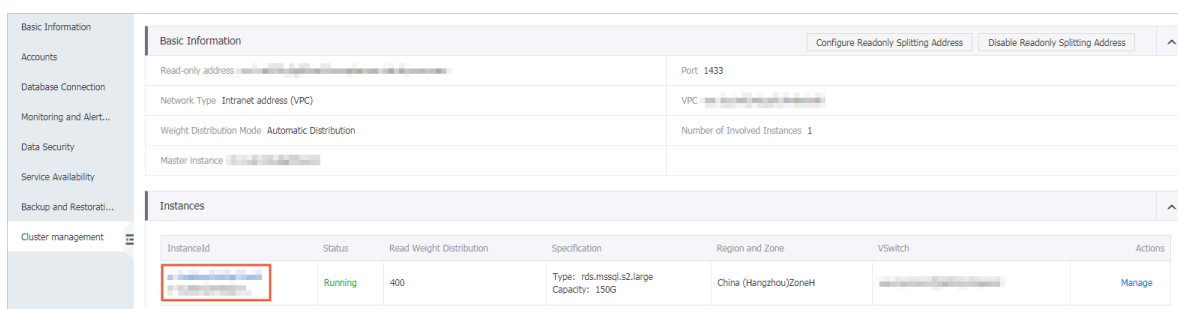 Basic Information
Accounts
Database Connection
Monitoring and Alert...
Data Security
Service Availability
Backup and Restorati...
Cluster management
Basic Information
Configure Readonly Splitting Address
Disable Readonly Splitting Address
Read-only address
Port 1433
Network Type Intranet address (VPC)
VPC
Weight Distribution Mode Automatic Distribution
Number of Involved Instances 1
Master instance
Instances
InstanceId Status Read Weight Distribution Specification Region and Zone VSwitch Actions
Running 400 Type: rds.mssql.s2.large China (Hangzhou)ZoneH Manage
Capacity: 150G